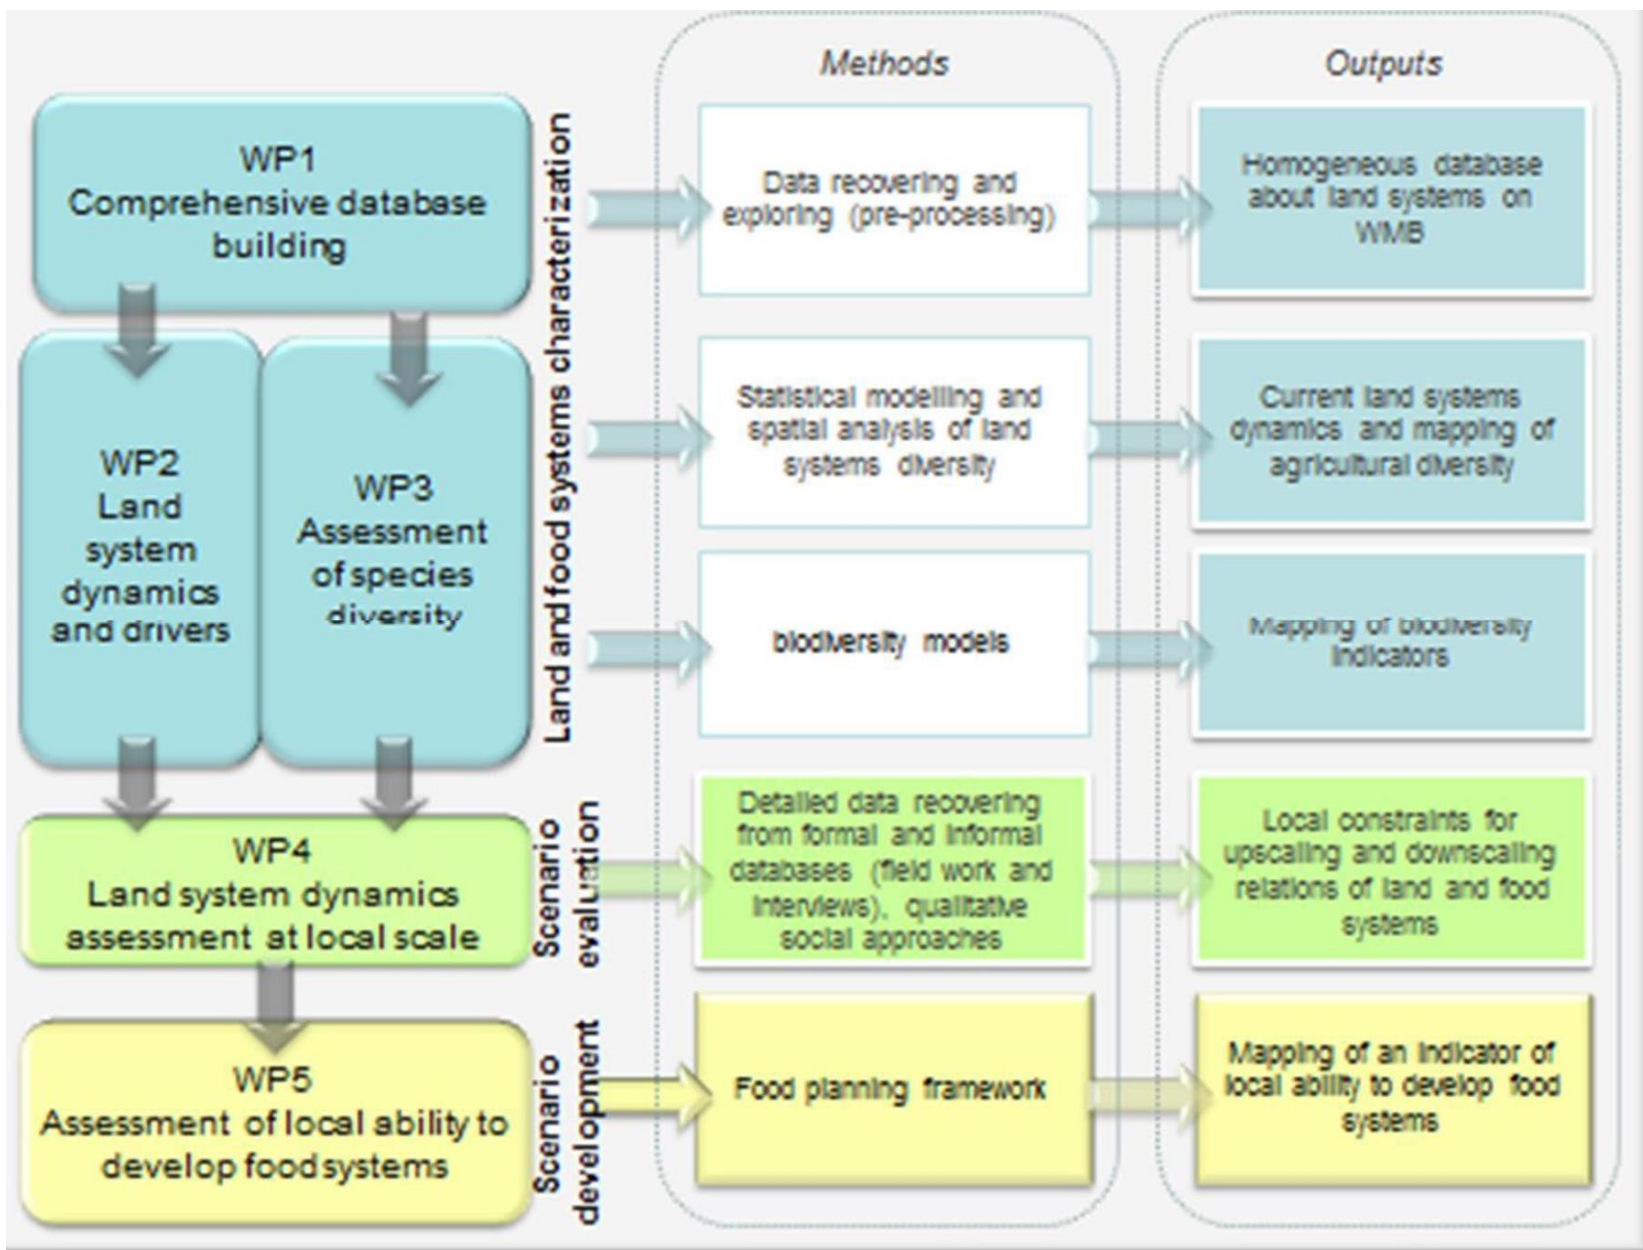 Methods
Outputs
WP1
Comprehensive database
building
WP2
Land
system
dynamics
and drivers
WP3
Assessment
of species
diversity
Land and food systems characterization
Data recovering and
exploring (pre-processing)
Homogeneous database
about land systems on
WMB
Statistical modelling and
spatial analysis of land
systems diversity
Current land systems
dynamics and mapping of
agricultural diversity
biodiversity models
Mapping of biodiversity
indicators
WP4
Land system dynamics
assessment at local scale
Scenario
evaluation
Detailed data recovering
from formal and informal
databases (field work and
interviews), qualitative
social approaches
Local constraints for
upscaling and downscaling
relations of land and food
systems
WP5
Assessment of local ability to
develop food systems
Scenario
development
Food planning framework
Mapping of an indicator of
local ability to develop food
systems